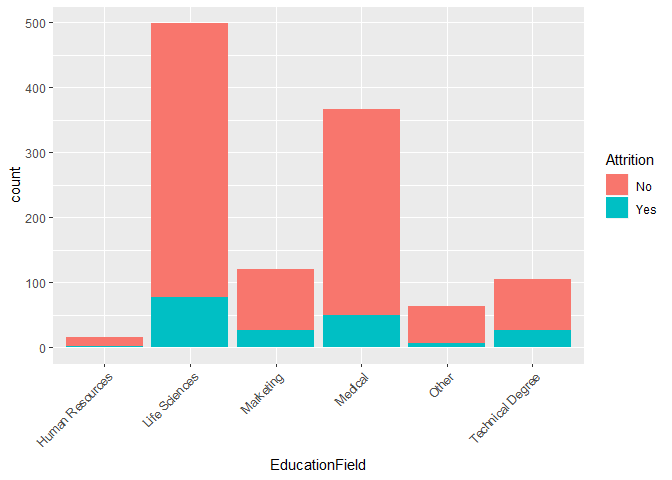 500
400
300
200
100
0
count
Human Resources
Life Sciences
Marketing
Medical
Other
Technical Degree
EducationField
Attrition
No
Yes